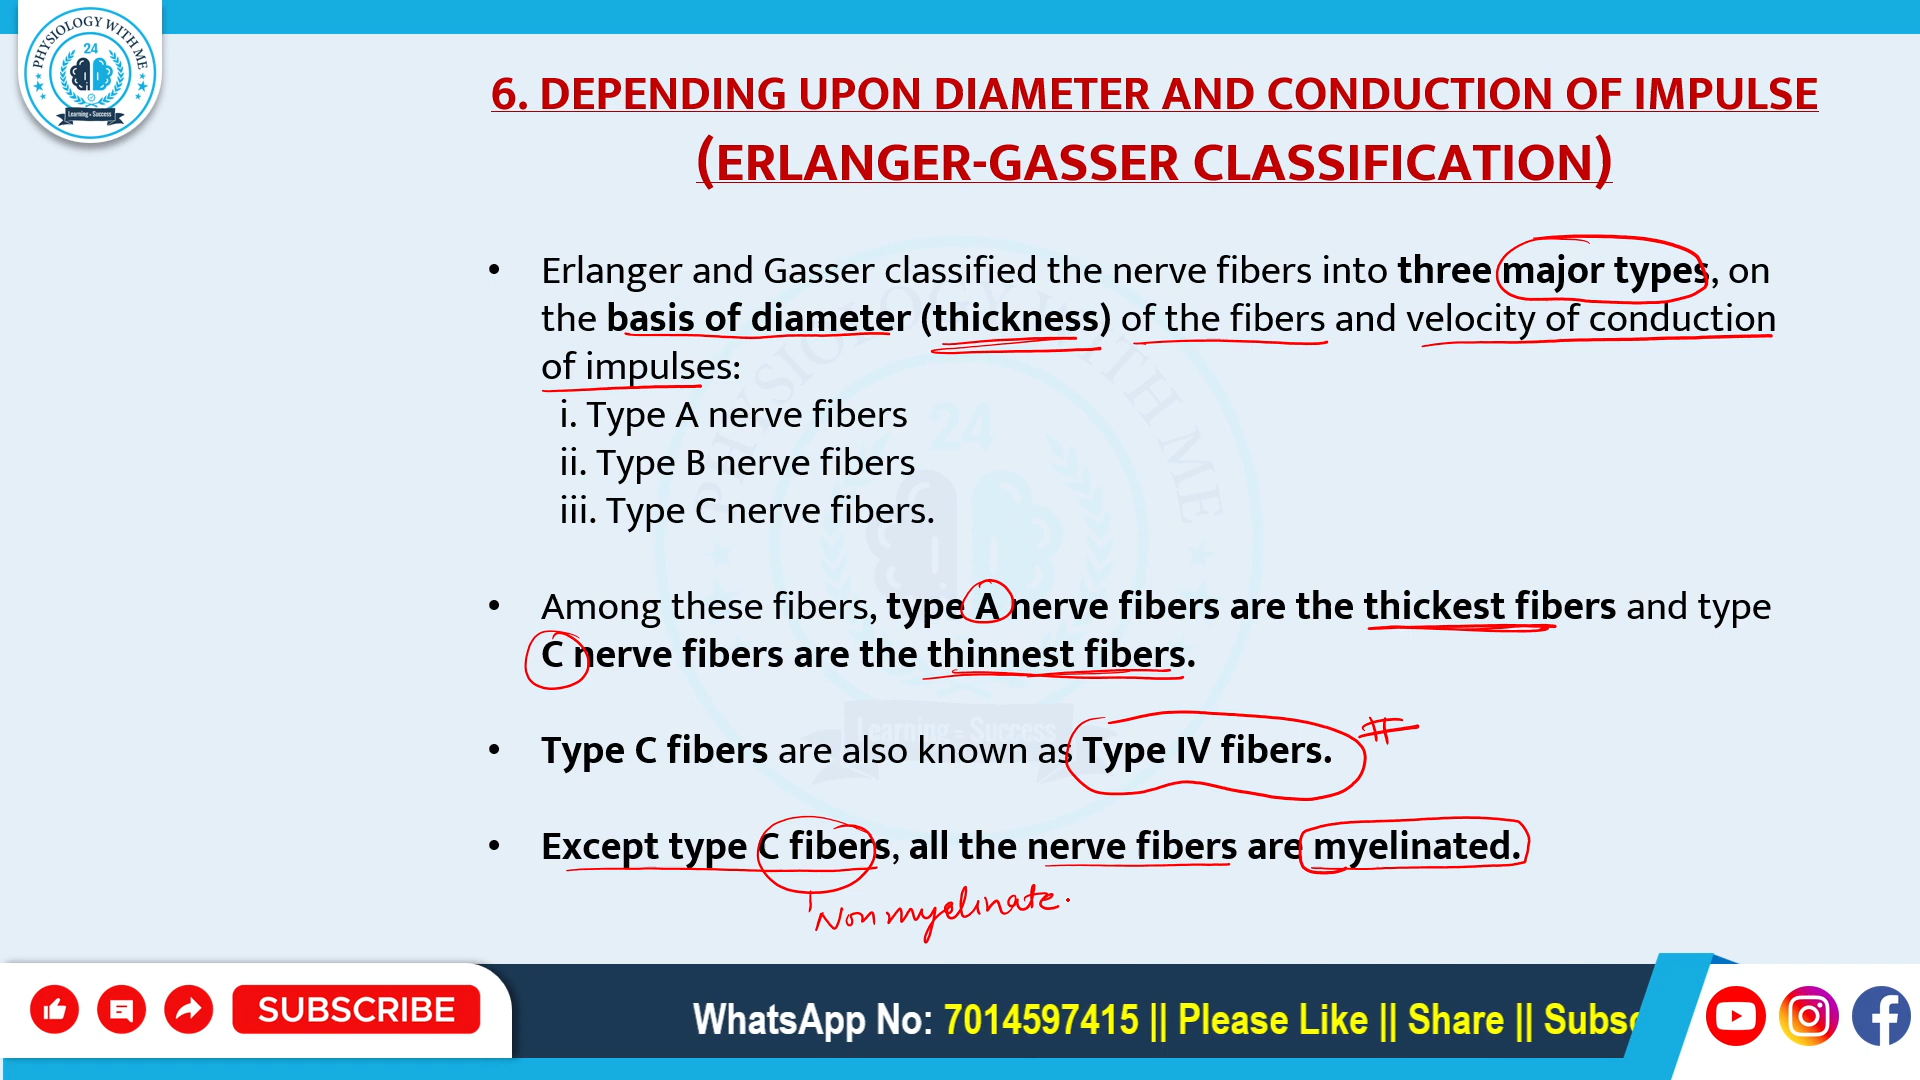 PHYSIOLOGY WITH ME
24
Learning = Success
6. DEPENDING UPON DIAMETER AND CONDUCTION OF IMPULSE
(ERLANGER-GASSER CLASSIFICATION)
• Erlanger and Gasser classified the nerve fibers into three major types, on
the basis of diameter (thickness) of the fibers and velocity of conduction
of impulses:
i. Type A nerve fibers
ii. Type B nerve fibers
iii. Type C nerve fibers.
• Among these fibers, type A nerve fibers are the thickest fibers and type
C nerve fibers are the thinnest fibers.
• Type C fibers are also known as Type IV fibers.
• Except type C fibers, all the nerve fibers are myelinated.
Non myelinate.
SUBSCRIBE
WhatsApp No: 7014597415 || Please Like || Share || Subsc